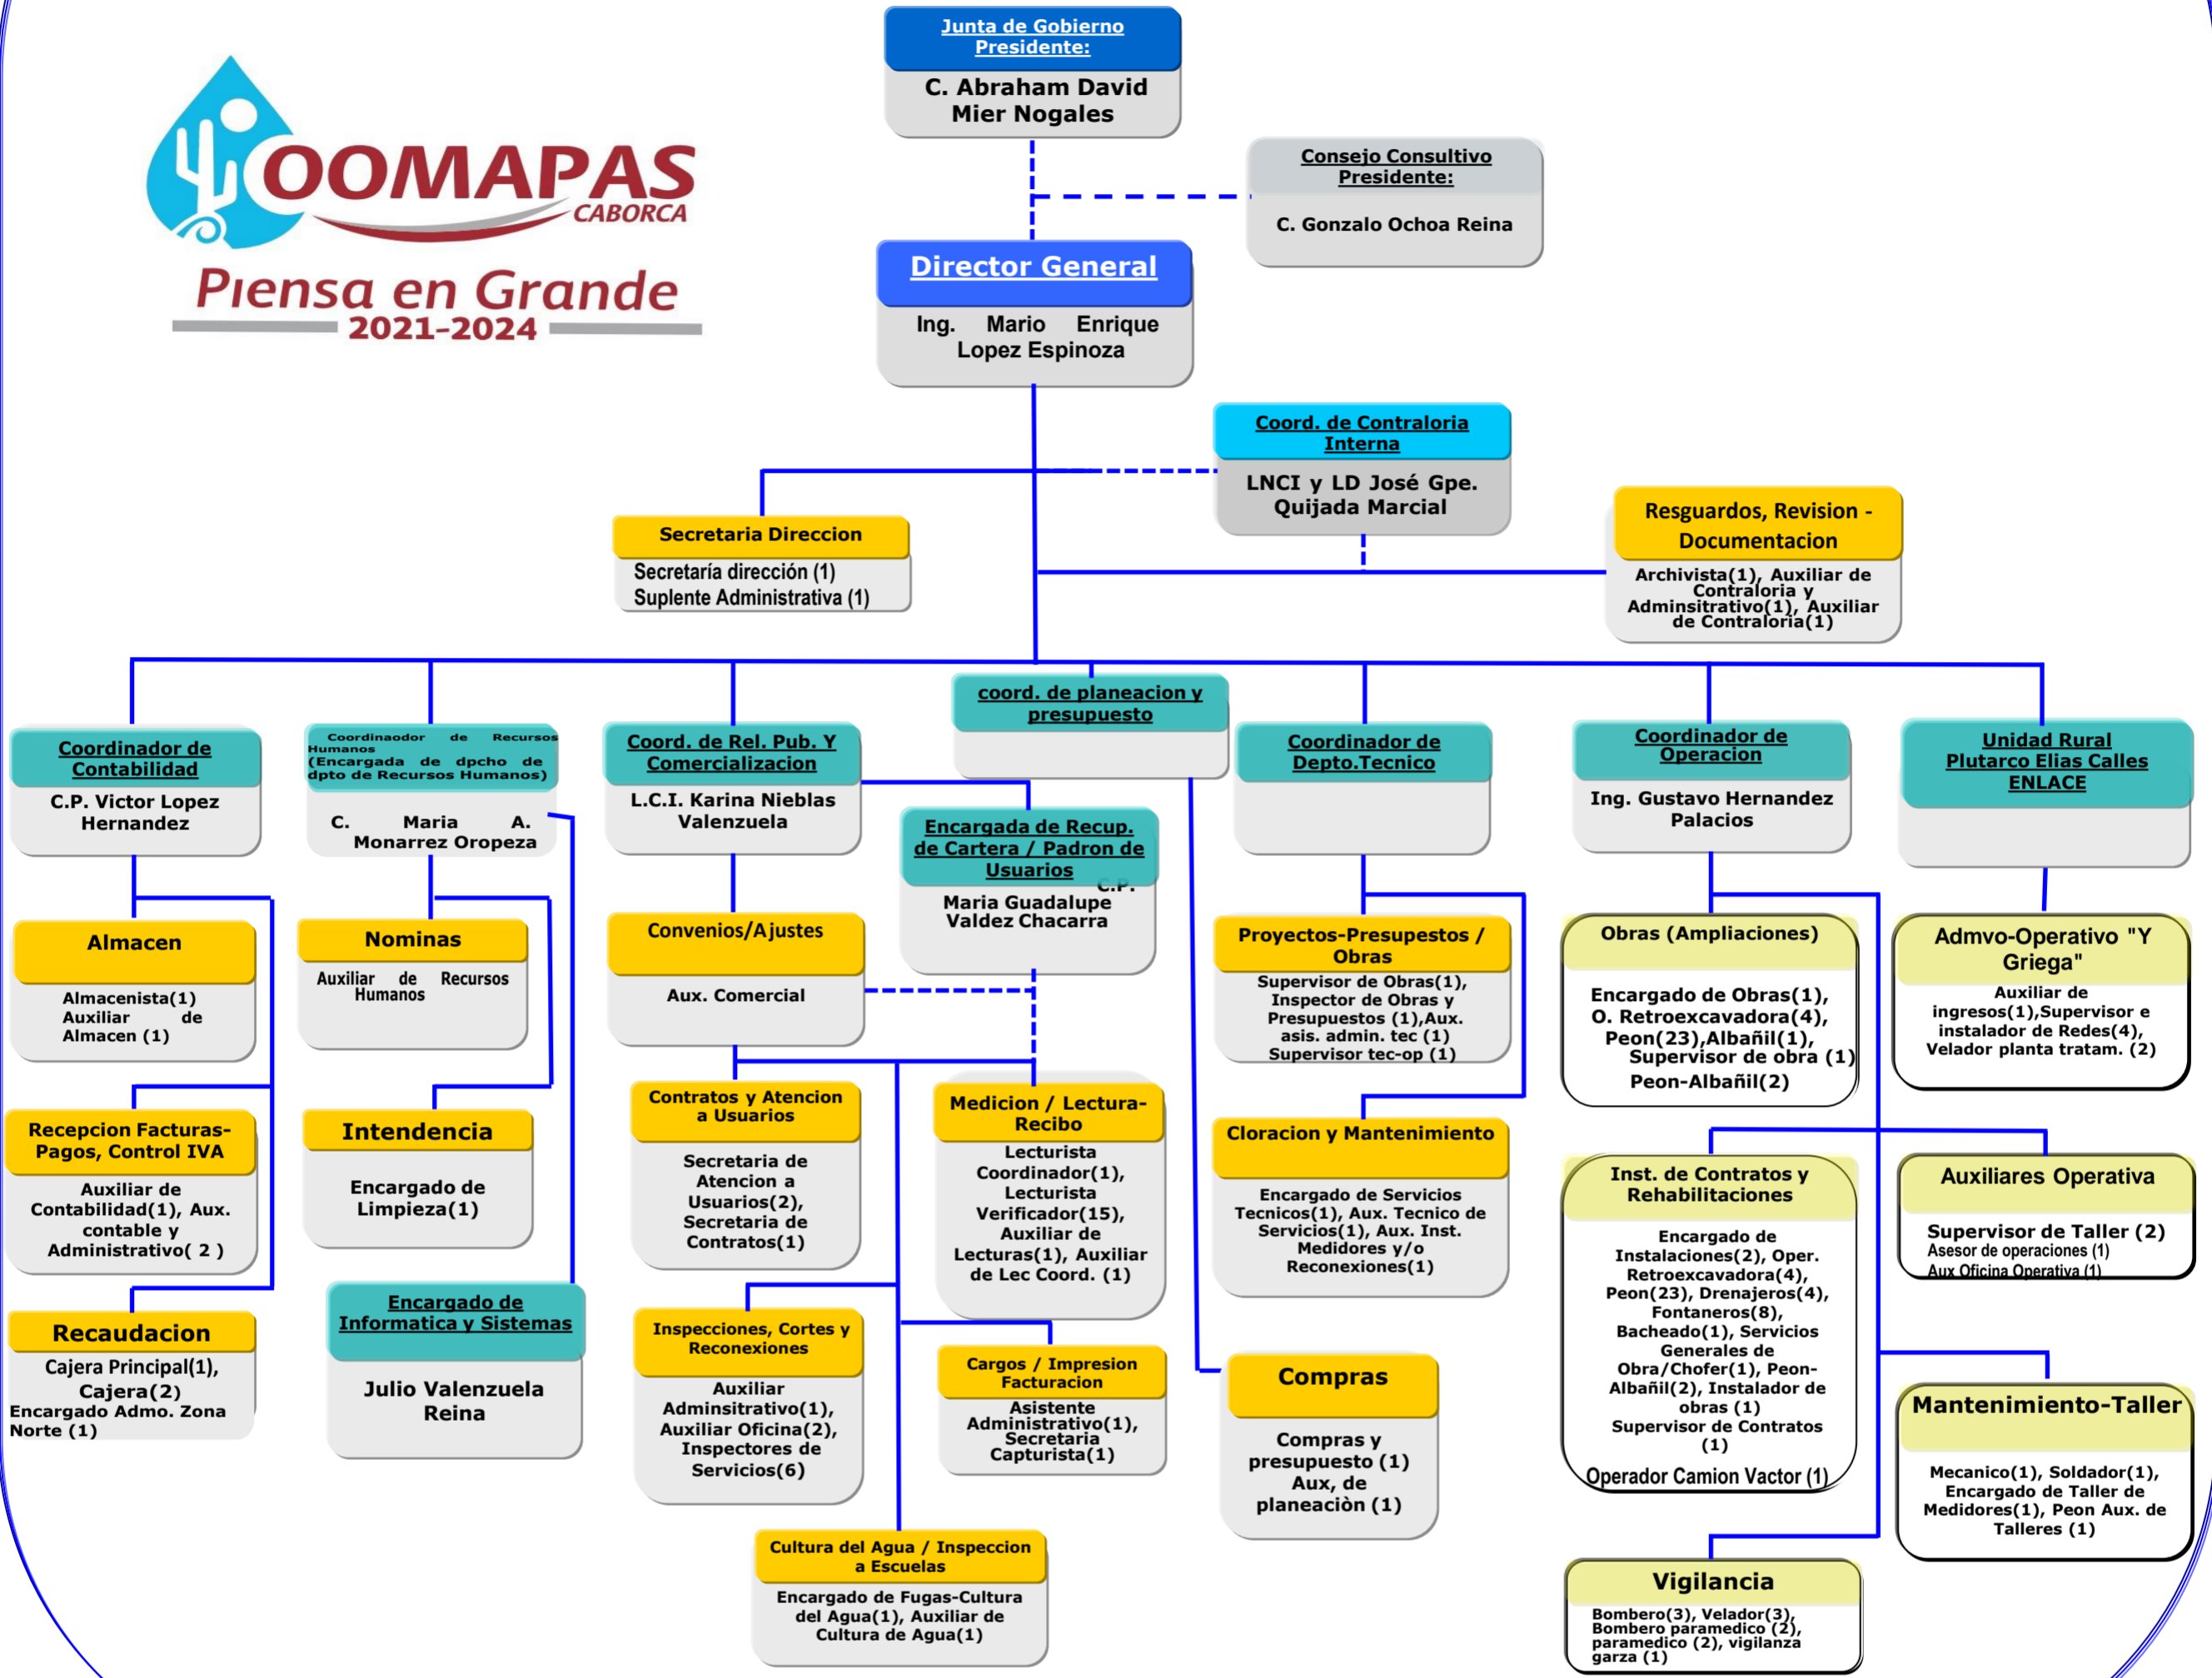 Junta de Gobierno
Presidente:
C. Abraham David
Mier Nogales
OOMAPAS
CABORCA
Piensa en Grande
2021-2024
Consejo Consultivo
Presidente:
C. Gonzalo Ochoa Reina
Director General
Ing. Mario Enrique
Lopez Espinoza
Coord. de Contraloria
Interna
LNCI y LD José Gpe.
Quijada Marcial
Secretaria Direccion
Secretaría dirección (1)
Suplente Administrativa (1)
Resguardos, Revision -
Documentacion
Archivista(1), Auxiliar de
Contraloria y
Adminsitrativo(1), Auxiliar
de Contraloria(1)
Coordinador de
Contabilidad
C.P. Victor Lopez
Hernandez
Coordinaodor de Recursos
Humanos
(Encargada de dpcho de
dpto de Recursos Humanos)
C. Maria A.
Monarrez Oropeza
Coord. de Rel. Pub. Y
Comercializacion
L.C.I. Karina Nieblas
Valenzuela
coord. de planeacion y
presupuesto
Encargada de Recup.
de Cartera / Padron de
Usuarios
C.P.
Maria Guadalupe
Valdez Chacarra
Coordinador de
Depto.Tecnico
Coordinador de
Operacion
Ing. Gustavo Hernandez
Palacios
Unidad Rural
Plutarco Elias Calles
ENLACE
Almacen
Almacenista(1)
Auxiliar de
Almacen (1)
Nominas
Auxiliar de Recursos
Humanos
Convenios/Ajustes
Aux. Comercial
Proyectos-Presupestos /
Obras
Supervisor de Obras(1),
Inspector de Obras y
Presupuestos (1),Aux.
asis. admin. tec (1)
Supervisor tec-op (1)
Obras (Ampliaciones)
Encargado de Obras(1),
O. Retroexcavadora(4),
Peon(23),Albañil(1),
Supervisor de obra (1)
Peon-Albañil(2)
Admvo-Operativo "Y
Griega"
Auxiliar de
ingresos(1),Supervisor e
instalador de Redes(4),
Velador planta tratam. (2)
Recepcion Facturas-
Pagos, Control IVA
Auxiliar de
Contabilidad(1), Aux.
contable y
Administrativo( 2 )
Intendencia
Encargado de
Limpieza(1)
Contratos y Atencion
a Usuarios
Secretaria de
Atencion a
Usuarios(2),
Secretaria de
Contratos(1)
Medicion / Lectura-
Recibo
Lecturista
Coordinador(1),
Lecturista
Verificador(15),
Auxiliar de
Lecturas(1), Auxiliar
de Lec Coord. (1)
Cloracion y Mantenimiento
Encargado de Servicios
Tecnicos(1), Aux. Tecnico de
Servicios(1), Aux. Inst.
Medidores y/o
Reconexiones(1)
Inst. de Contratos y
Rehabilitaciones
Encargado de
Instalaciones(2), Oper.
Retroexcavadora(4),
Peon(23), Drenajeros(4),
Fontaneros(8),
Bacheado(1), Servicios
Generales de
Obra/Chofer(1), Peon-
Albañil(2), Instalador de
obras (1)
Supervisor de Contratos
(1)
Operador Camion Vactor (1)
Auxiliares Operativa
Supervisor de Taller (2)
Asesor de operaciones (1)
Aux Oficina Operativa (1)
Recaudacion
Cajera Principal(1),
Cajera(2)
Encargado Admo. Zona
Norte (1)
Encargado de
Informatica y Sistemas
Julio Valenzuela
Reina
Inspecciones, Cortes y
Reconexiones
Auxiliar
Adminsitrativo(1),
Auxiliar Oficina(2),
Inspectores de
Servicios(6)
Cargos / Impresion
Facturacion
Asistente
Administrativo(1),
Secretaria
Capturista(1)
Compras
Compras y
presupuesto (1)
Aux, de
planeaciòn (1)
Mantenimiento-Taller
Mecanico(1), Soldador(1),
Encargado de Taller de
Medidores(1), Peon Aux. de
Talleres (1)
Cultura del Agua / Inspeccion
a Escuelas
Encargado de Fugas-Cultura
del Agua(1), Auxiliar de
Cultura de Agua(1)
Vigilancia
Bombero(3), Velador(3),
Bombero paramedico (2),
paramedico (2), vigilanza
garza (1)